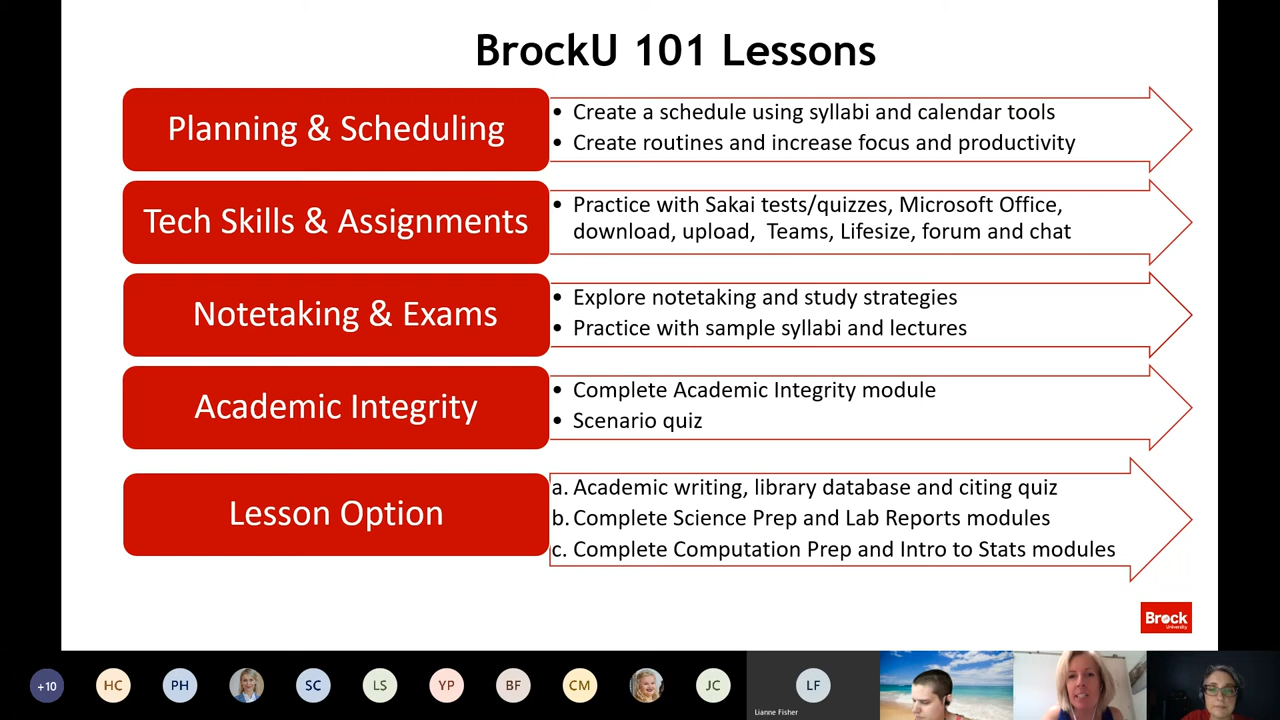 BrockU 101 Lessons
Planning & Scheduling
• Create a schedule using syllabi and calendar tools
• Create routines and increase focus and productivity
Tech Skills & Assignments
• Practice with Sakai tests/quizzes, Microsoft Office,
download, upload, Teams, Lifesize, forum and chat
Notetaking & Exams
• Explore notetaking and study strategies
• Practice with sample syllabi and lectures
Academic Integrity
• Complete Academic Integrity module
• Scenario quiz
Lesson Option
a. Academic writing, library database and citing quiz
b. Complete Science Prep and Lab Reports modules
c. Complete Computation Prep and Intro to Stats modules
Brock
University
+10
HC
PH
SC
LS
YP
BF
CM
JC
LF
Lianne Fisher